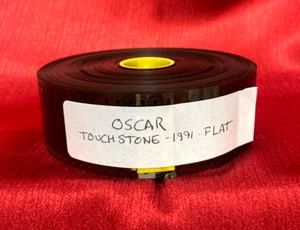 OSCAR
TOUCHSTONE - 1991 - FLAT